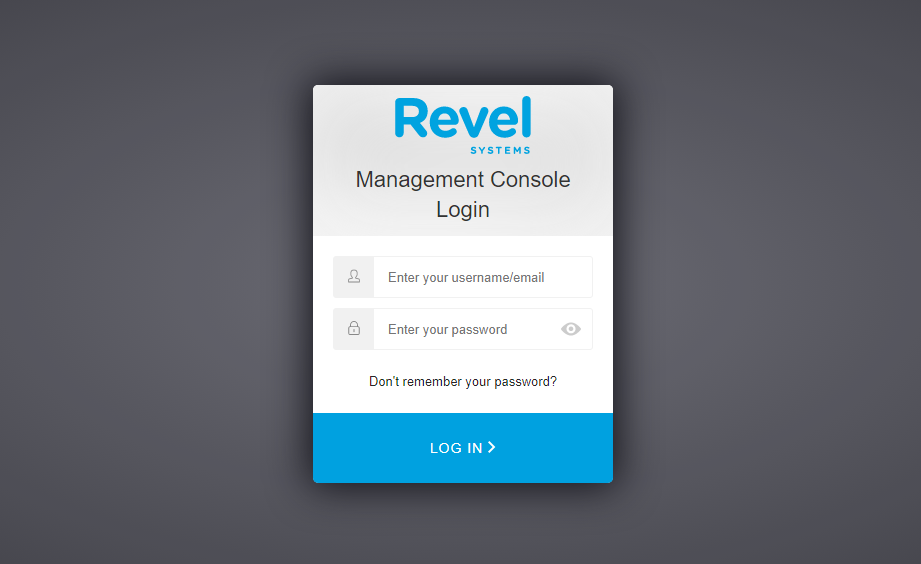 Revel
SYSTEMS
Management Console
Login
Enter your username/email
Enter your password
Don't remember your password?
LOG IN